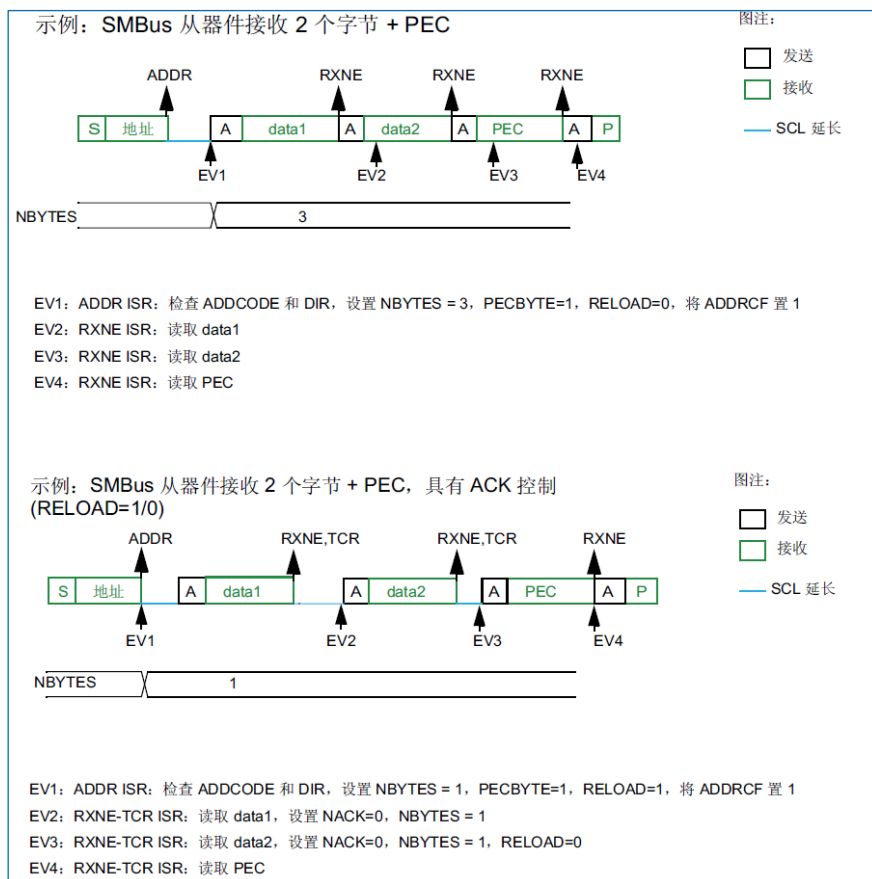 示例：SMBus 从器件接收 2 个字节 + PEC
图注：
发送
接收
SCL 延长
ADDR RXNE RXNE RXNE
S 地址 A data1 A data2 A PEC A P
EV1 EV2 EV3 EV4
NBYTES 3
EV1：ADDR ISR：检查 ADDCODE 和 DIR，设置 NBYTES = 3，PECBYTE=1，RELOAD=0，将 ADDRCF 置 1
EV2：RXNE ISR：读取 data1
EV3：RXNE ISR：读取 data2
EV4：RXNE ISR：读取 PEC
示例：SMBus 从器件接收 2 个字节 + PEC，具有 ACK 控制
(RELOAD=1/0)
图注：
发送
接收
SCL 延长
ADDR RXNE,TCR RXNE,TCR RXNE
S 地址 A data1 A data2 A PEC A P
EV1 EV2 EV3 EV4
NBYTES 1
EV1：ADDR ISR：检查 ADDCODE 和 DIR，设置 NBYTES = 1，PECBYTE=1，RELOAD=1，将 ADDRCF 置 1
EV2：RXNE-TCR ISR：读取 data1，设置 NACK=0，NBYTES = 1
EV3：RXNE-TCR ISR：读取 data2，设置 NACK=0，NBYTES = 1，RELOAD=0
EV4：RXNE-TCR ISR：读取 PEC